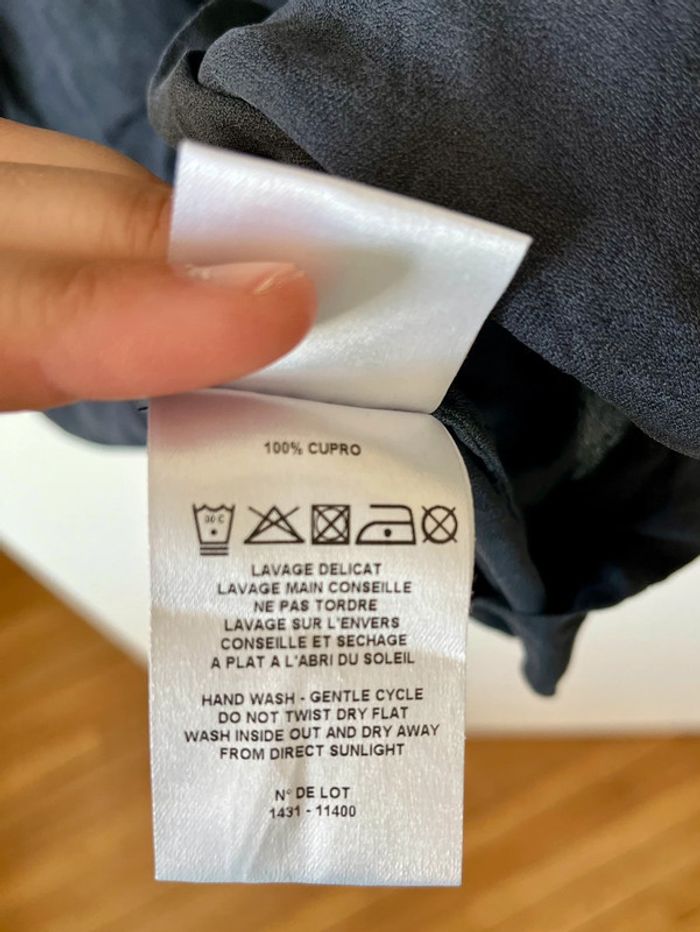 100% CUPRO
30 C
LAVAGE DELICAT
LAVAGE MAIN CONSEILLE
NE PAS TORDRE
LAVAGE SUR L'ENVERS
CONSEILLE ET SECHAGE
A PLAT A L'ABRI DU SOLEIL
HAND WASH - GENTLE CYCLE
DO NOT TWIST DRY FLAT
WASH INSIDE OUT AND DRY AWAY
FROM DIRECT SUNLIGHT
N° DE LOT
1431 - 11400